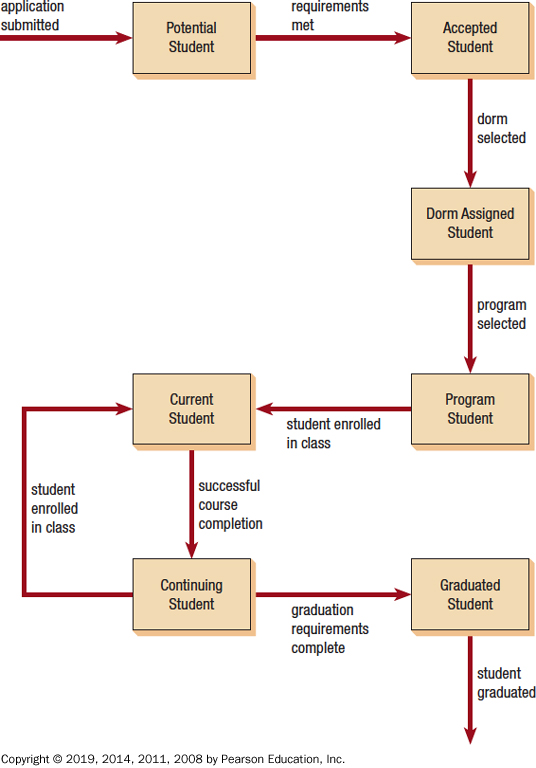 application
submitted
Potential
Student
requirements
met
Accepted
Student
dorm
selected
Dorm Assigned
Student
program
selected
Program
Student
student enrolled
in class
Current
Student
successful
course
completion
student
enrolled
in class
Continuing
Student
graduation
requirements
complete
Graduated
Student
student
graduated
Copyright © 2019, 2014, 2011, 2008 by Pearson Education, Inc.